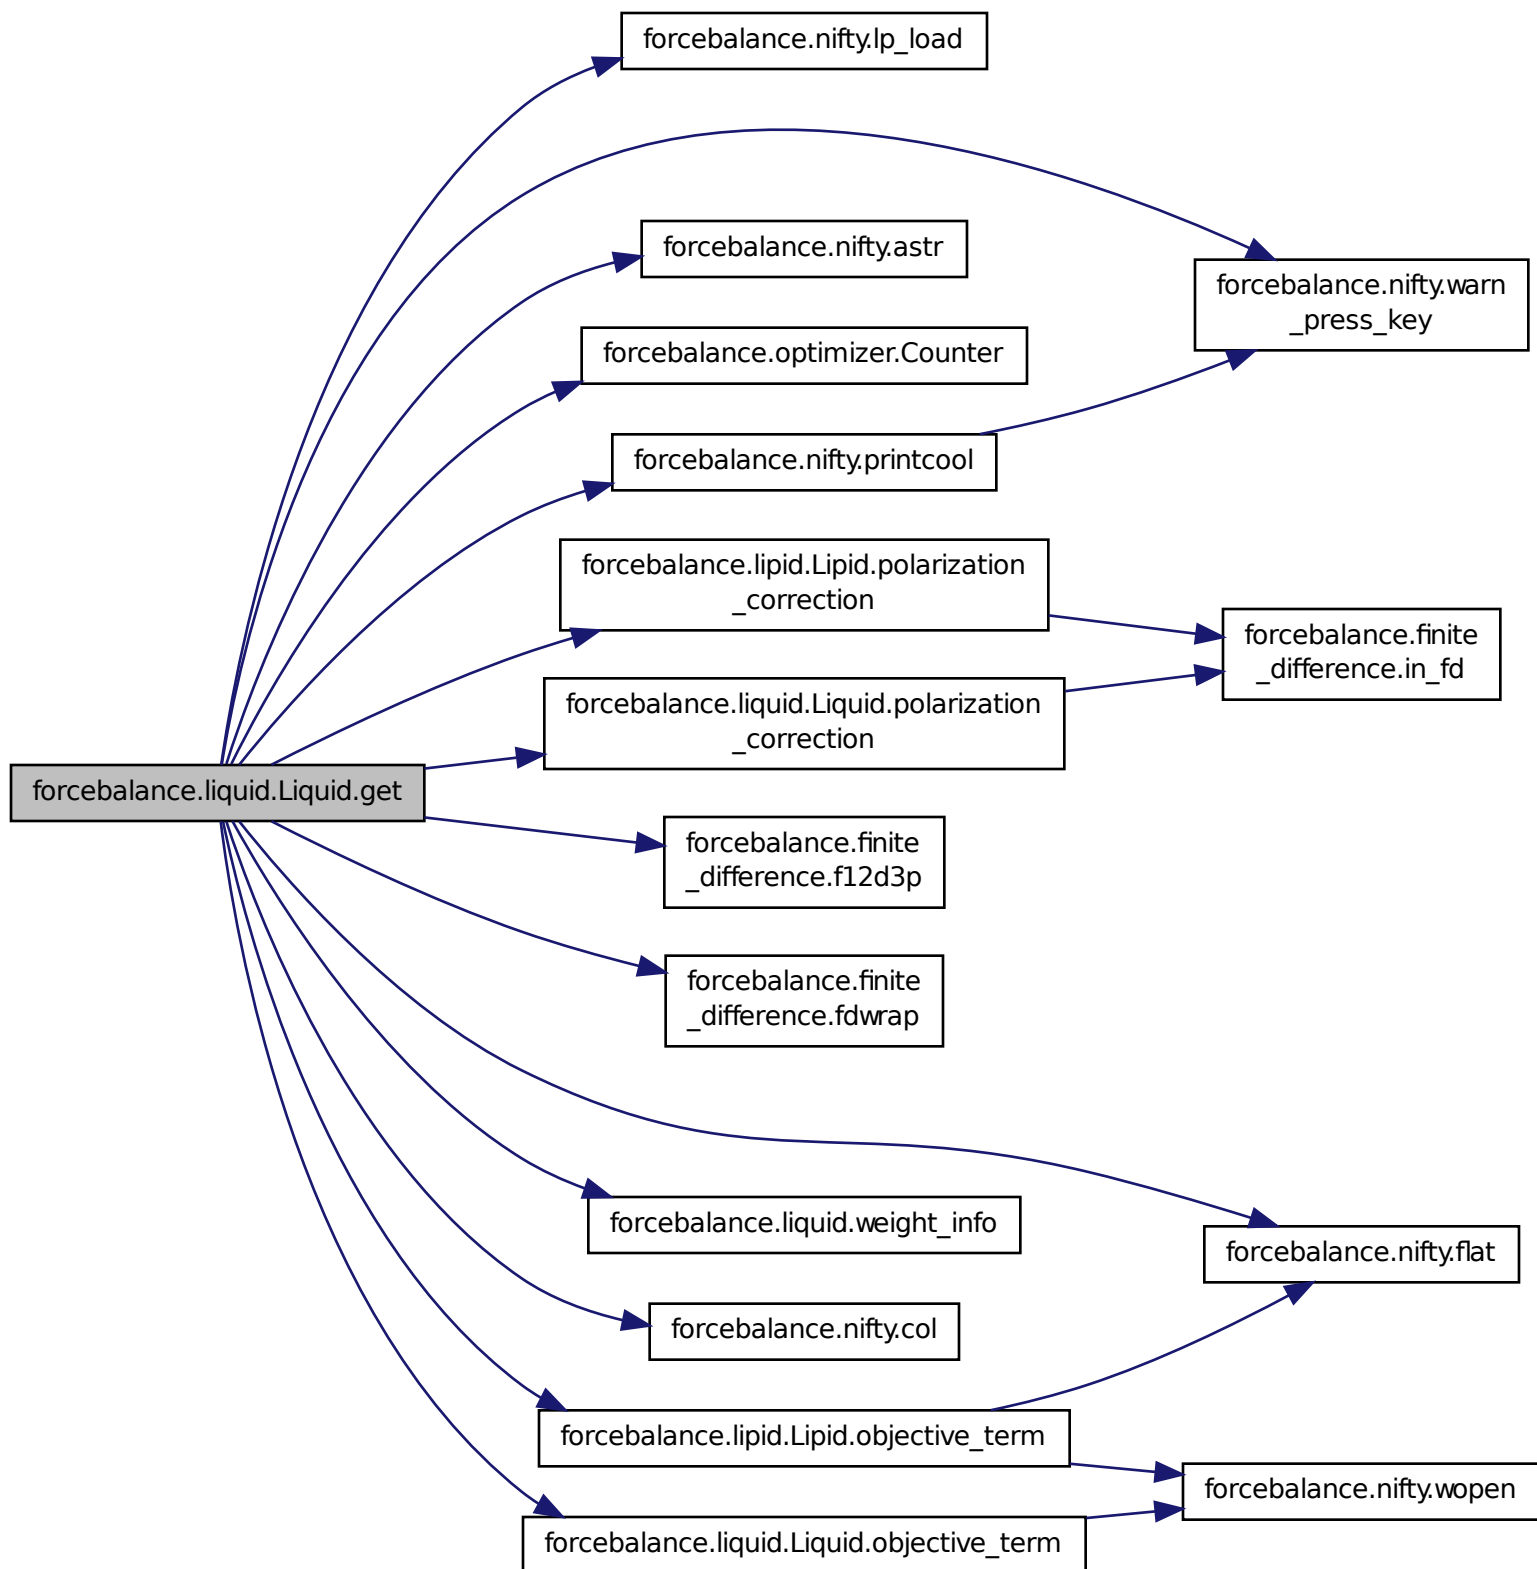 forcebalance.nifty.lp_load
forcebalance.nifty.astr
forcebalance.nifty.warn
_press_key
forcebalance.optimizer.Counter
forcebalance.nifty.printcool
forcebalance.lipid.Lipid.polarization
_correction
forcebalance.finite
_difference.in_fd
forcebalance.liquid.Liquid.polarization
_correction
forcebalance.liquid.Liquid.get
forcebalance.finite
_difference.f12d3p
forcebalance.finite
_difference.fdwrap
forcebalance.liquid.weight_info
forcebalance.nifty.flat
forcebalance.nifty.col
forcebalance.lipid.Lipid.objective_term
forcebalance.nifty.wopen
forcebalance.liquid.Liquid.objective_term